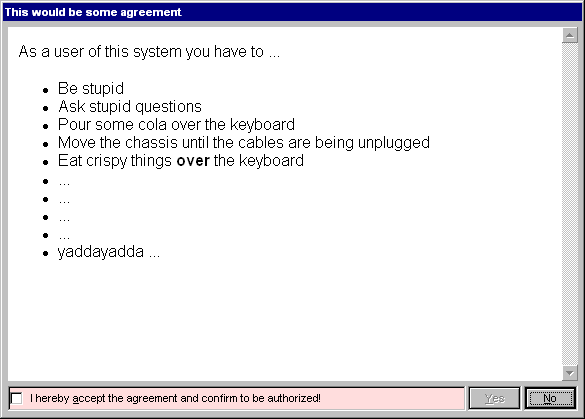 This would be some agreement
As a user of this system you have to ...
Be stupid
Ask stupid questions
Pour some cola over the keyboard
Move the chassis until the cables are being unplugged
Eat crispy things over the keyboard
...
...
...
...
yaddayadda ...
I hereby accept the agreement and confirm to be authorized!
Yes
No